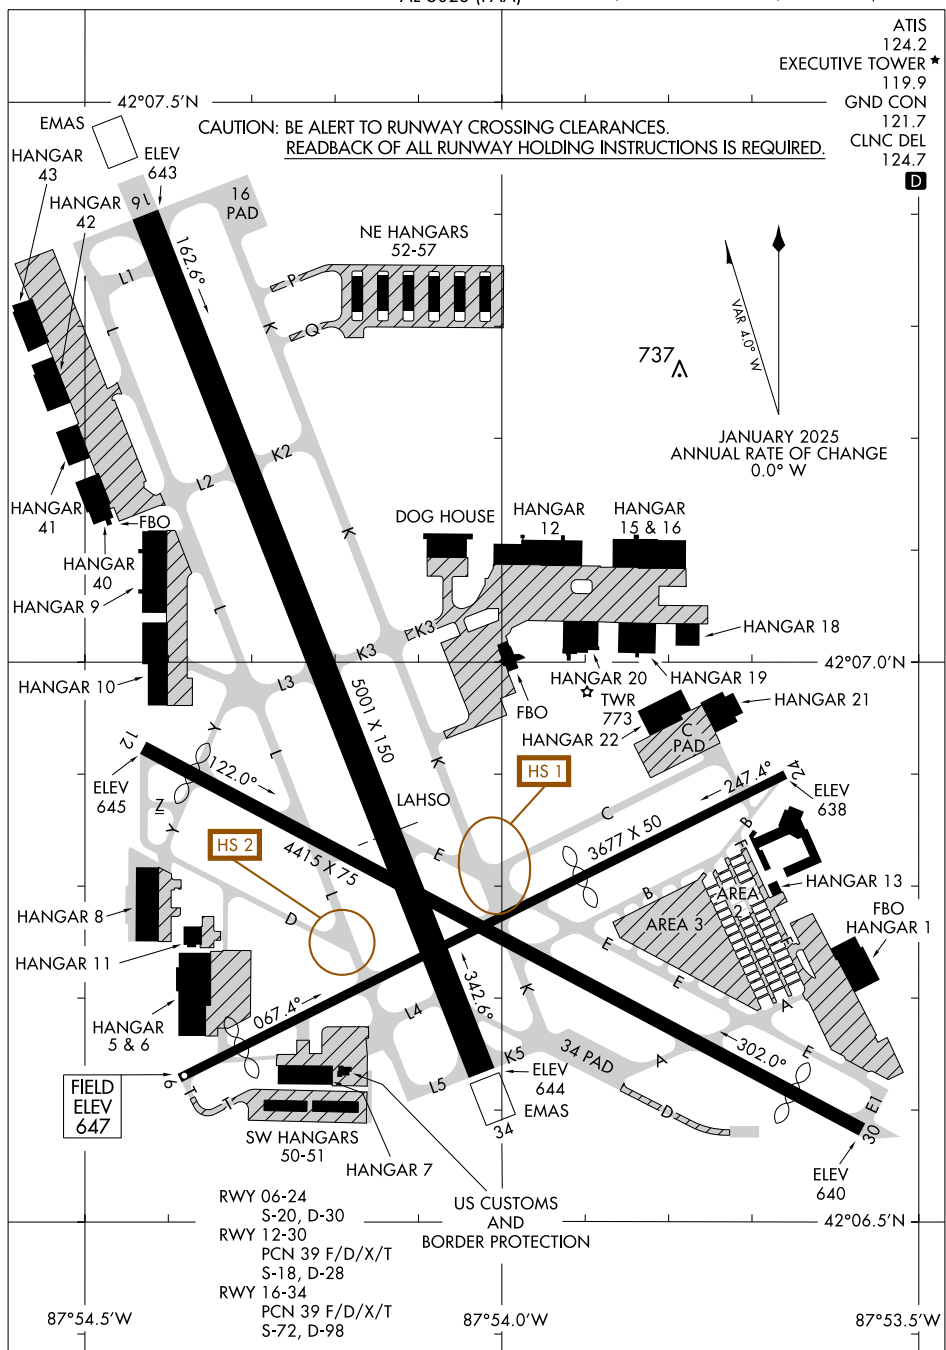 ATIS
124.2
EXECUTIVE TOWER ★
119.9
GND CON
121.7
CLNC DEL
124.7
D
42°07.5'N
CAUTION: BE ALERT TO RUNWAY CROSSING CLEARANCES.
READBACK OF ALL RUNWAY HOLDING INSTRUCTIONS IS REQUIRED.
EMAS
HANGAR
43
ELEV
643
HANGAR
42
16
16
PAD
162.6°
NE HANGARS
52-57
L1
L
P
Q
K
VAR 4.0° W
737
JANUARY 2025
ANNUAL RATE OF CHANGE
0.0° W
K2
L2
HANGAR
41
FBO
HANGAR
40
HANGAR 9
K
DOG HOUSE
HANGAR
12
HANGAR
15 & 16
L
K3
K3
HANGAR 18
42°07.0'N
HANGAR 10
L3
5001 X 150
HANGAR 20
HANGAR 19
TWR
773
FBO
HANGAR 21
HANGAR 22
C
PAD
Y
L
K
12
122.0°
ELEV
645
HS 1
247.4°
24
ELEV
638
Z
Y
LAHSO
C
3677 X 50
HS 2
4415 X 75
E
B
F
HANGAR 13
HANGAR 8
L
D
B
AREA 3
AREA
2
FBO
HANGAR 1
HANGAR 11
E
F
E
067.4°
342.6°
K
A
HANGAR
5 & 6
L4
302.0°
E
K5
34 PAD
A
FIELD
ELEV
647
6
T
T
L5
ELEV
644
EMAS
34
D
E1
30
SW HANGARS
50-51
HANGAR 7
ELEV
640
US CUSTOMS
AND
BORDER PROTECTION
42°06.5'N
RWY 06-24
S-20, D-30
RWY 12-30
PCN 39 F/D/X/T
S-18, D-28
RWY 16-34
PCN 39 F/D/X/T
S-72, D-98
87°54.5'W
87°54.0'W
87°53.5'W